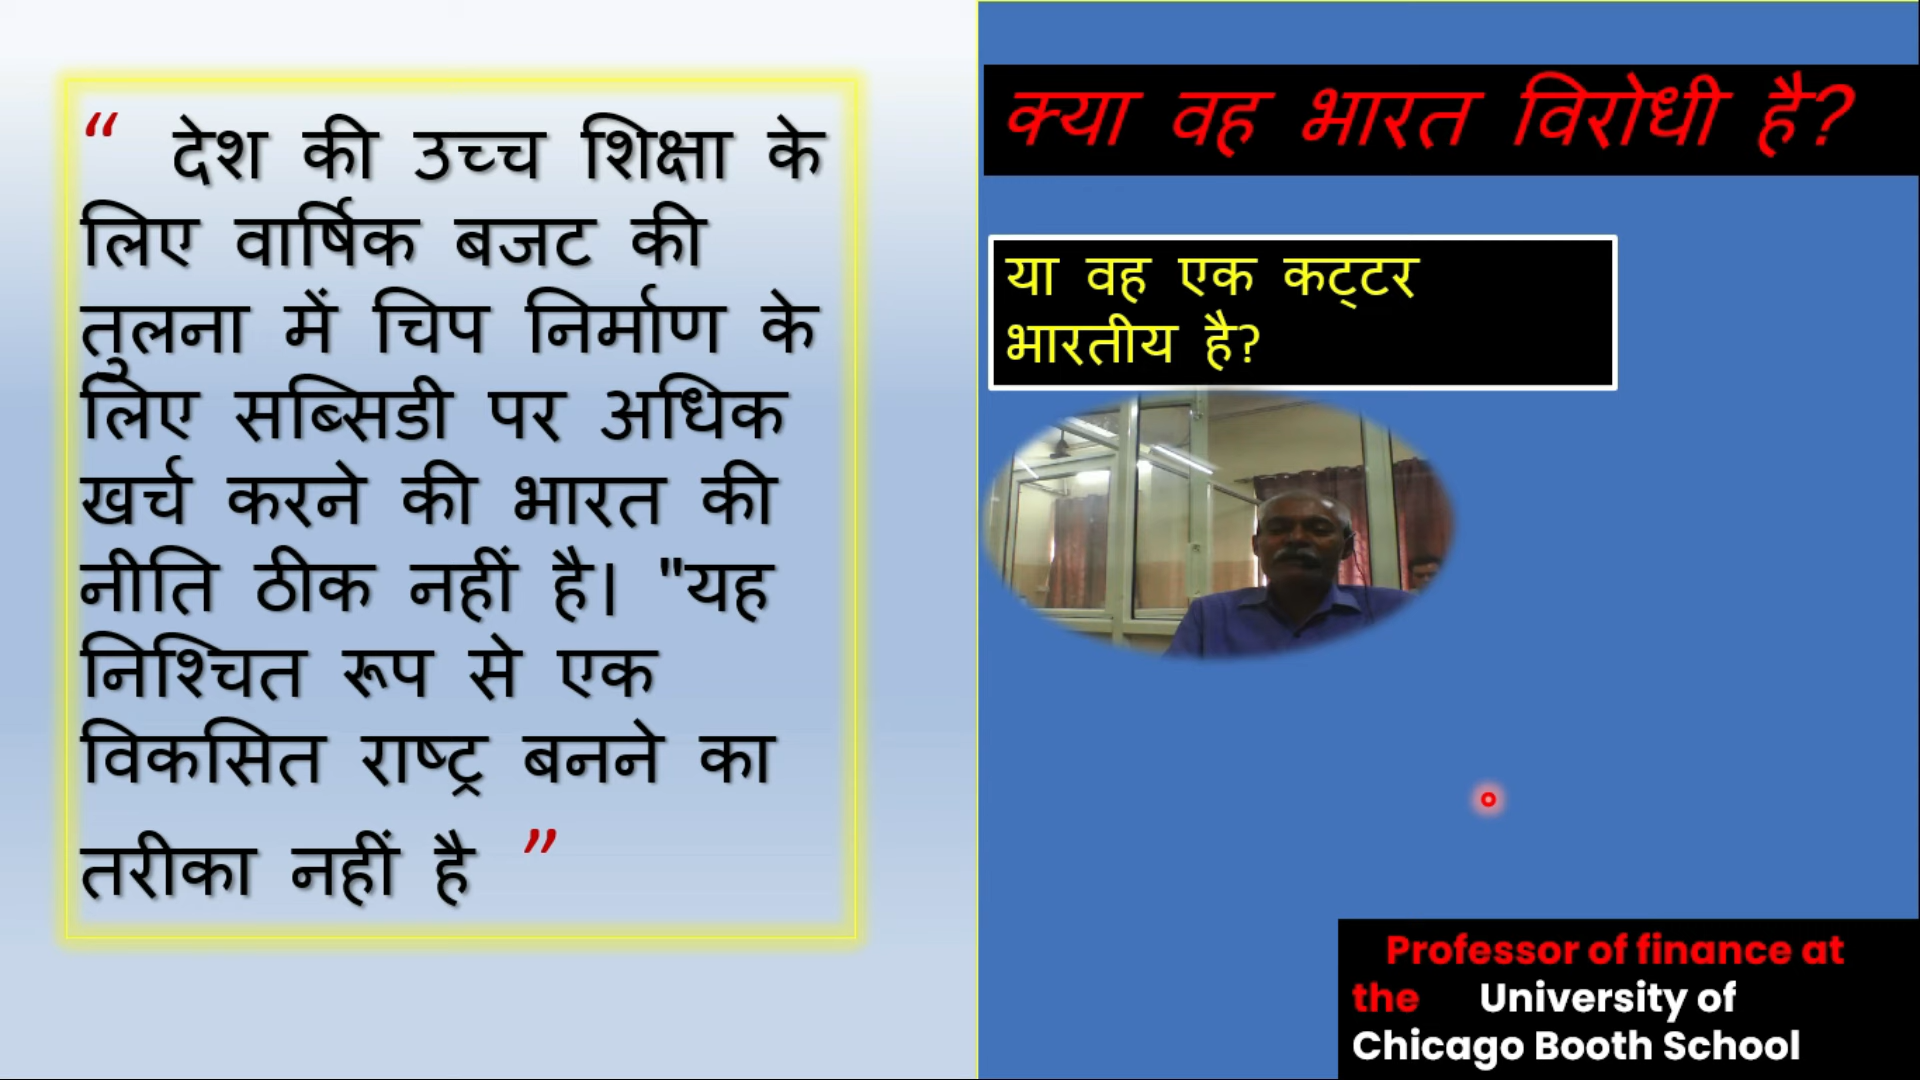 “ देश की उच्च शिक्षा के
लिए वार्षिक बजट की
तुलना में चिप निर्माण के
लिए सब्सिडी पर अधिक
खर्च करने की भारत की
नीति ठीक नहीं है। "यह
निश्चित रूप से एक
विकसित राष्ट्र बनने का
तरीका नहीं है ”
क्या वह भारत विरोधी है?
या वह एक कट्टर
भारतीय है?
Professor of finance at
the University of
Chicago Booth School